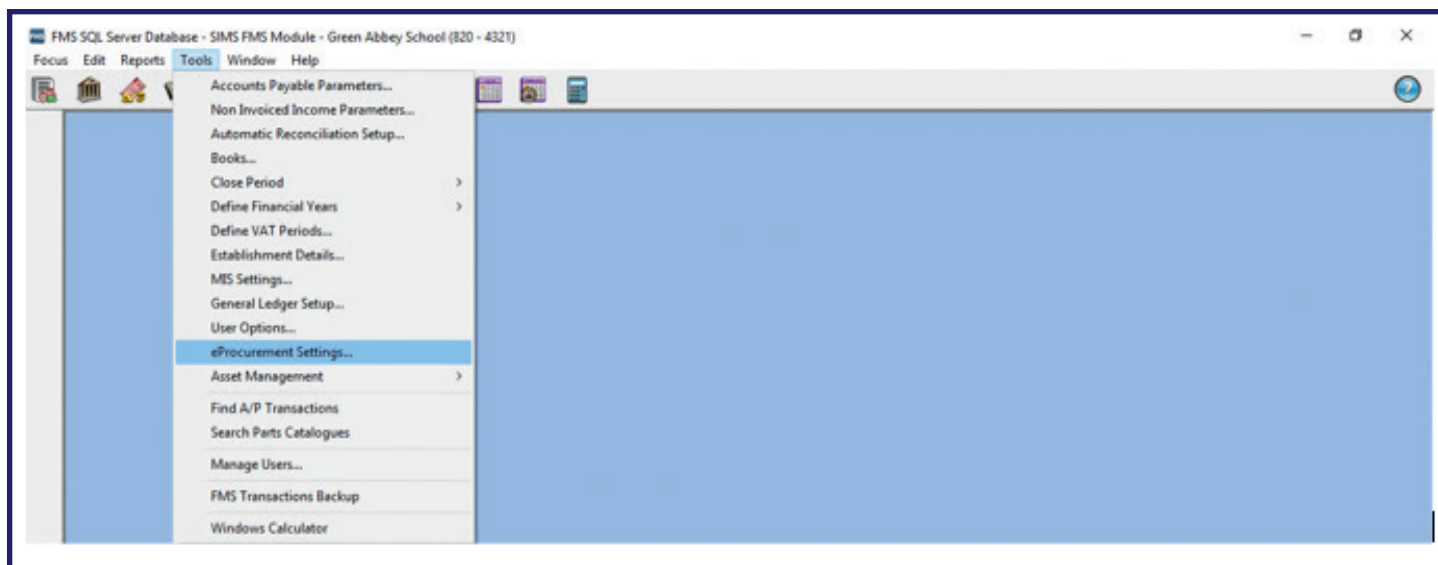 FMS SQL Server Database - SIMS FMS Module - Green Abbey School (820 - 4321)
Focus Edit Reports Tools Window Help
Accounts Payable Parameters...
Non Invoiced Income Parameters...
Automatic Reconciliation Setup...
Books...
Close Period
Define Financial Years
Define VAT Periods...
Establishment Details...
MIS Settings...
General Ledger Setup...
User Options...
eProcurement Settings...
Asset Management
Find A/P Transactions
Search Parts Catalogues
Manage Users...
FMS Transactions Backup
Windows Calculator